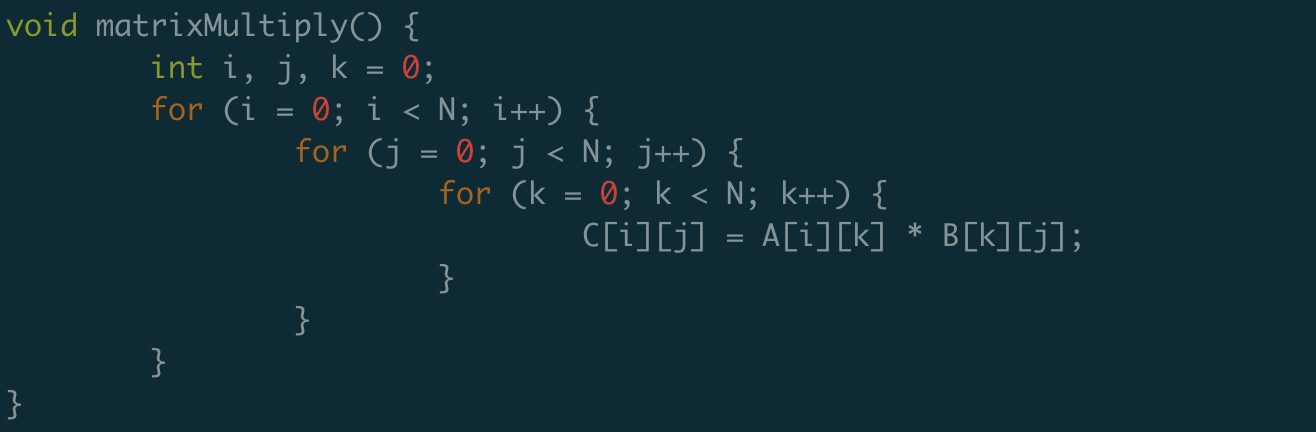 void matrixMultiply() {
        int i, j, k = 0;
        for (i = 0; i < N; i++) {
                for (j = 0; j < N; j++) {
                        for (k = 0; k < N; k++) {
                                C[i][j] = A[i][k] * B[k][j];
                        }
                }
        }
}